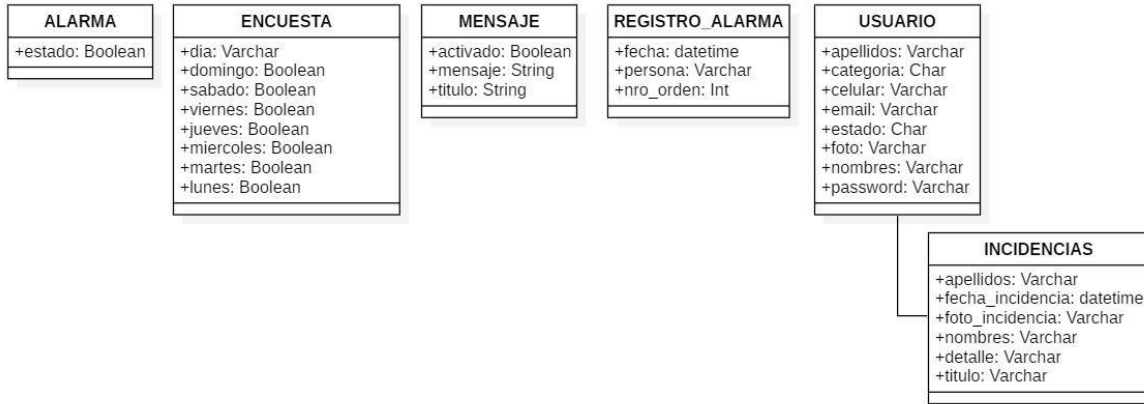 ALARMA
+estado: Boolean
ENCUESTA
+dia: Varchar
+domingo: Boolean
+sabado: Boolean
+viernes: Boolean
+jueves: Boolean
+miercoles: Boolean
+martes: Boolean
+lunes: Boolean
MENSAJE
+activado: Boolean
+mensaje: String
+titulo: String
REGISTRO_ALARMA
+fecha: datetime
+persona: Varchar
+nro_orden: Int
USUARIO
+apellidos: Varchar
+categoria: Char
+celular: Varchar
+email: Varchar
+estado: Char
+foto: Varchar
+nombres: Varchar
+password: Varchar
INCIDENCIAS
+apellidos: Varchar
+fecha_incidencia: datetime
+foto_incidencia: Varchar
+nombres: Varchar
+detalle: Varchar
+titulo: Varchar